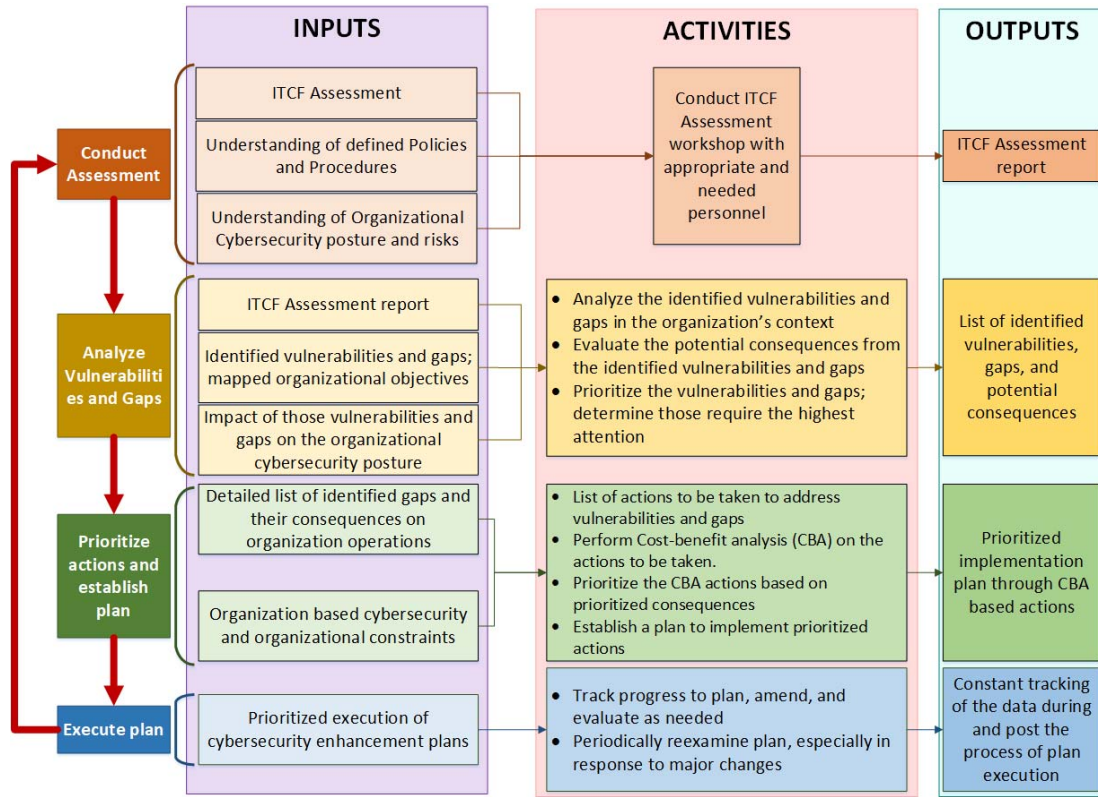 INPUTS
ACTIVITIES
OUTPUTS
Conduct
Assessment
ITCF Assessment
Understanding of defined Policies
and Procedures
Understanding of Organizational
Cybersecurity posture and risks
Conduct ITCF
Assessment
workshop with
appropriate and
needed
personnel
ITCF Assessment
report
Analyze
Vulnerabiliti
es and Gaps
ITCF Assessment report
Identified vulnerabilities and gaps;
mapped organizational objectives
Impact of those vulnerabilities and
gaps on the organizational
cybersecurity posture
● Analyze the identified vulnerabilities and
gaps in the organization's context
● Evaluate the potential consequences from
the identified vulnerabilities and gaps
● Prioritize the vulnerabilities and gaps;
determine those require the highest
attention
List of identified
vulnerabilities,
gaps, and
potential
consequences
Prioritize
actions and
establish
plan
Detailed list of identified gaps and
their consequences on
organization operations
Organization based cybersecurity
and organizational constraints
● List of actions to be taken to address
vulnerabilities and gaps
● Perform Cost-benefit analysis (CBA) on the
actions to be taken.
● Prioritize the CBA actions based on
prioritized consequences
● Establish a plan to implement prioritized
actions
Prioritized
implementation
plan through CBA
based actions
Execute plan
Prioritized execution of
cybersecurity enhancement plans
● Track progress to plan, amend, and
evaluate as needed
● Periodically reexamine plan, especially in
response to major changes
Constant tracking
of the data during
and post the
process of plan
execution